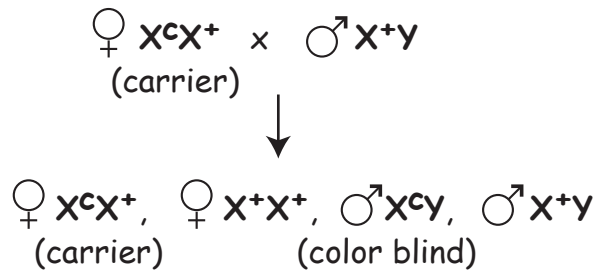 ♀ XᶜX⁺ x ♂ X⁺Y
(carrier)
♀ XᶜX⁺, ♀ X⁺X⁺, ♂ XᶜY, ♂ X⁺Y
(carrier) (color blind)